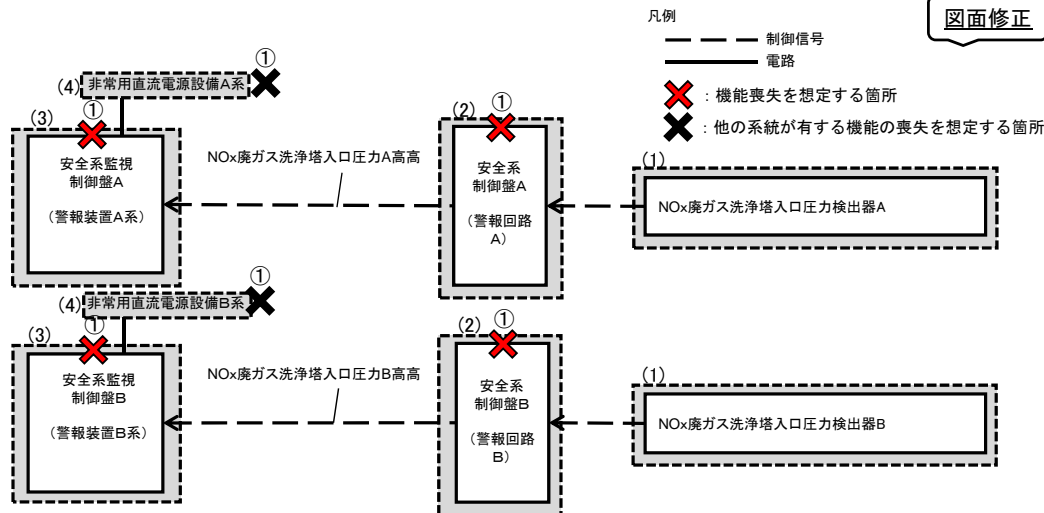 図面修正
凡例
制御信号
電路
：機能喪失を想定する箇所
：他の系統が有する機能の喪失を想定する箇所
①
(4)
非常用直流電源設備A系
(3)
①
安全系監視
制御盤A
(警報装置A系)
NOx廃ガス洗浄塔入口圧力A高高
(2)
①
安全系
制御盤A
(警報回路
A)
(1)
NOx廃ガス洗浄塔入口圧力検出器A
①
(4)
非常用直流電源設備B系
(3)
①
安全系監視
制御盤B
(警報装置B系)
NOx廃ガス洗浄塔入口圧力B高高
(2)
①
安全系
制御盤B
(警報回路
B)
(1)
NOx廃ガス洗浄塔入口圧力検出器B